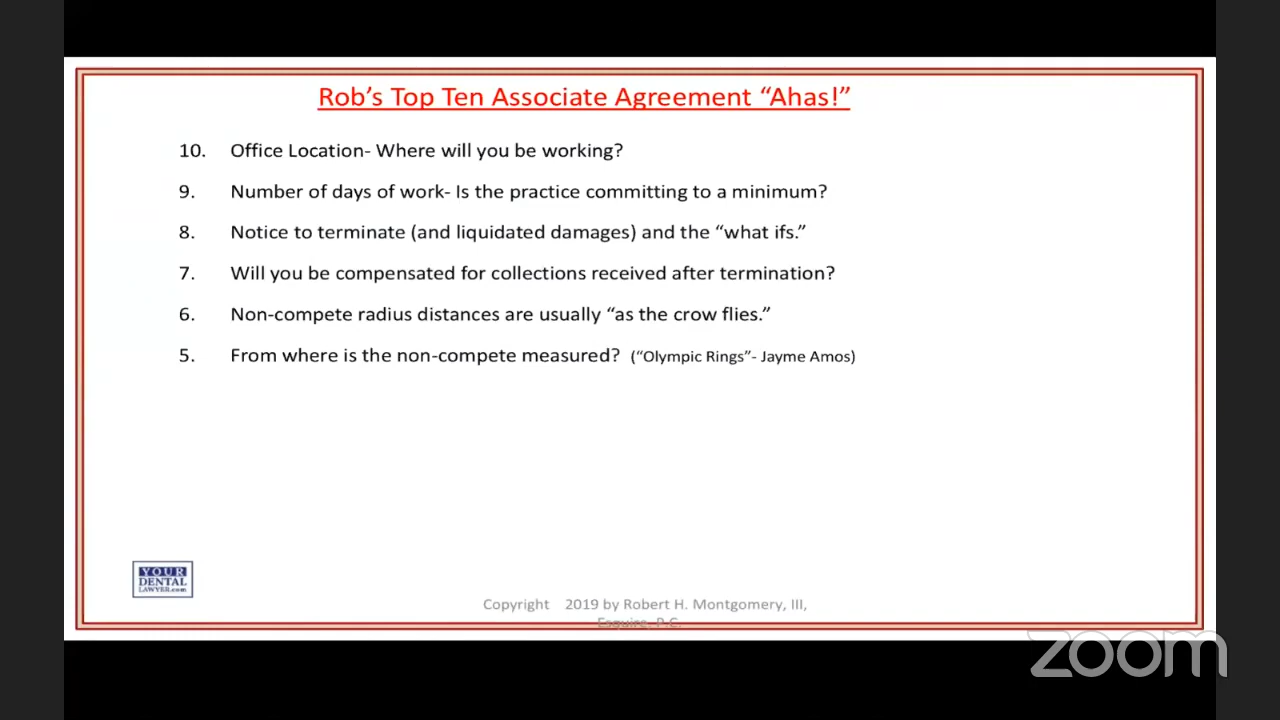 Rob’s Top Ten Associate Agreement “Ahas!”
10. Office Location- Where will you be working?
9. Number of days of work- Is the practice committing to a minimum?
8. Notice to terminate (and liquidated damages) and the “what ifs.”
7. Will you be compensated for collections received after termination?
6. Non-compete radius distances are usually “as the crow flies.”
5. From where is the non-compete measured? (“Olympic Rings”- Jayme Amos)
YOUR
DENTAL
LAWYER.com
Copyright 2019 by Robert H. Montgomery, III,
Esquire, P.C.
zoom